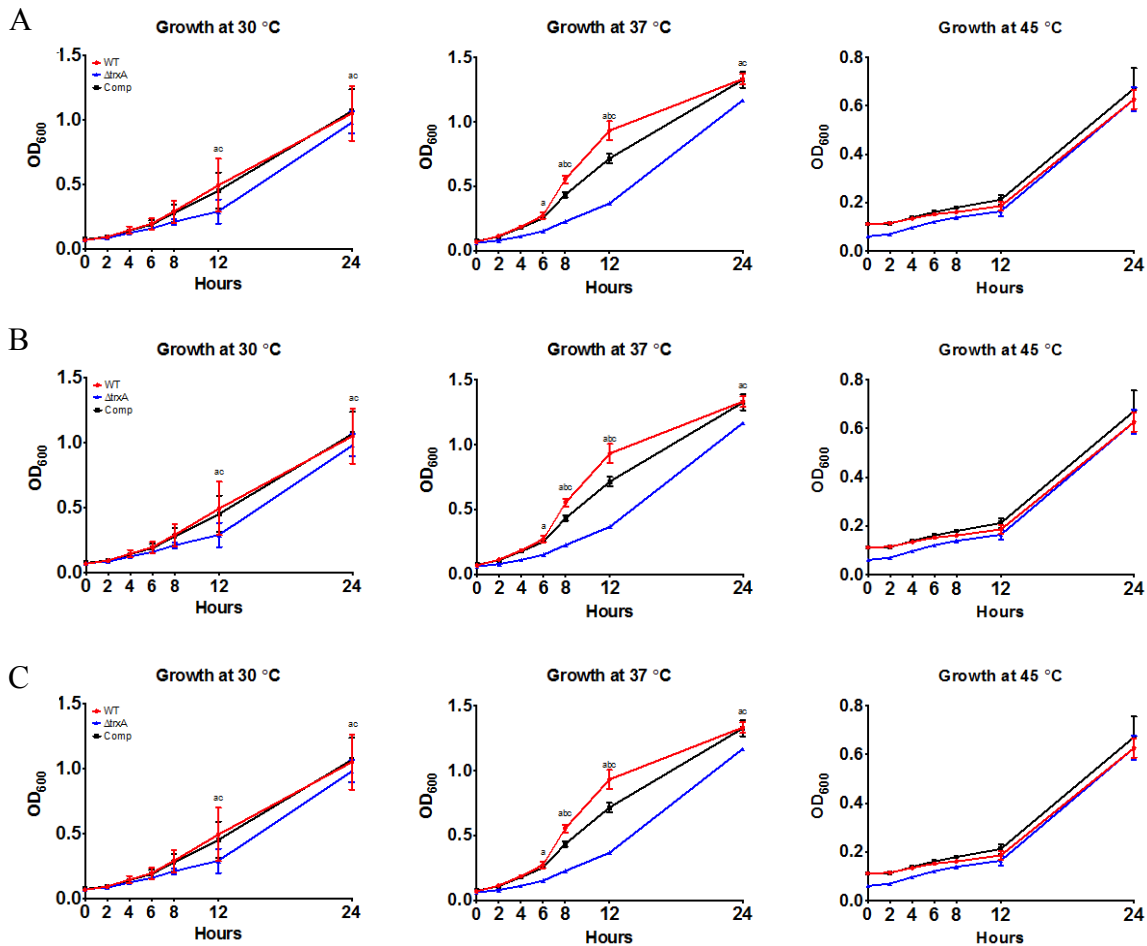 A
Growth at 30 °C
Growth at 37 °C
Growth at 45 °C
1.5
1.0
0.5
0.0
OD600
WT
ΔtrxA
Comp
ac
ac
0 2 4 6 8 12 24
Hours
1.5
1.0
0.5
0.0
OD600
a
abc
abc
ac
0 2 4 6 8 12 24
Hours
0.8
0.6
0.4
0.2
0.0
OD600
0 2 4 6 8 12 24
Hours
B
Growth at 30 °C
Growth at 37 °C
Growth at 45 °C
1.5
1.0
0.5
0.0
OD600
WT
ΔtrxA
Comp
ac
ac
0 2 4 6 8 12 24
Hours
1.5
1.0
0.5
0.0
OD600
a
abc
abc
ac
0 2 4 6 8 12 24
Hours
0.8
0.6
0.4
0.2
0.0
OD600
0 2 4 6 8 12 24
Hours
C
Growth at 30 °C
Growth at 37 °C
Growth at 45 °C
1.5
1.0
0.5
0.0
OD600
WT
ΔtrxA
Comp
ac
ac
0 2 4 6 8 12 24
Hours
1.5
1.0
0.5
0.0
OD600
a
abc
abc
ac
0 2 4 6 8 12 24
Hours
0.8
0.6
0.4
0.2
0.0
OD600
0 2 4 6 8 12 24
Hours